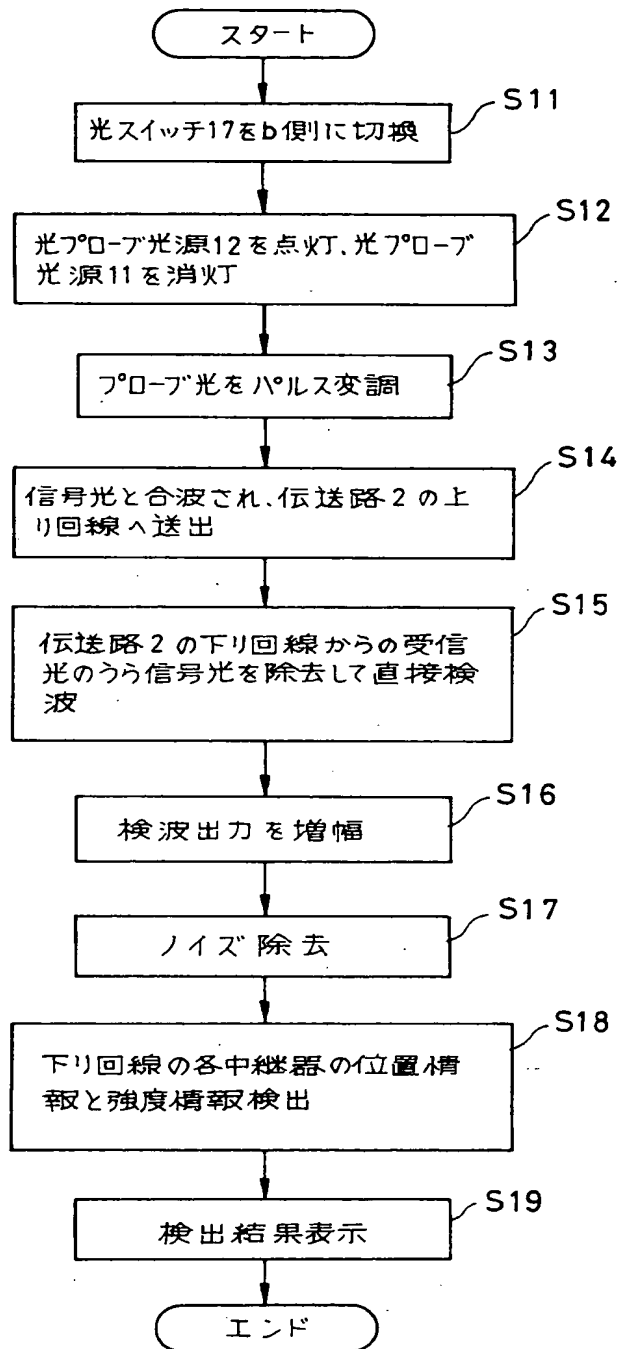 スタート
S11
光スイッチ17をb側に切換
S12
光プローブ光源12を点灯、光プローブ
光源11を消灯
S13
プローブ光をパルス変調
S14
信号光と合波され、伝送路2の上
り回線へ送出
S15
伝送路2の下り回線からの受信
光のうら信号光を除去して直接検
波
S16
検波出力を増幅
S17
ノイズ除去
S18
下り回線の各中継器の位置情
報と強度情報検出
S19
検出結果表示
エンド